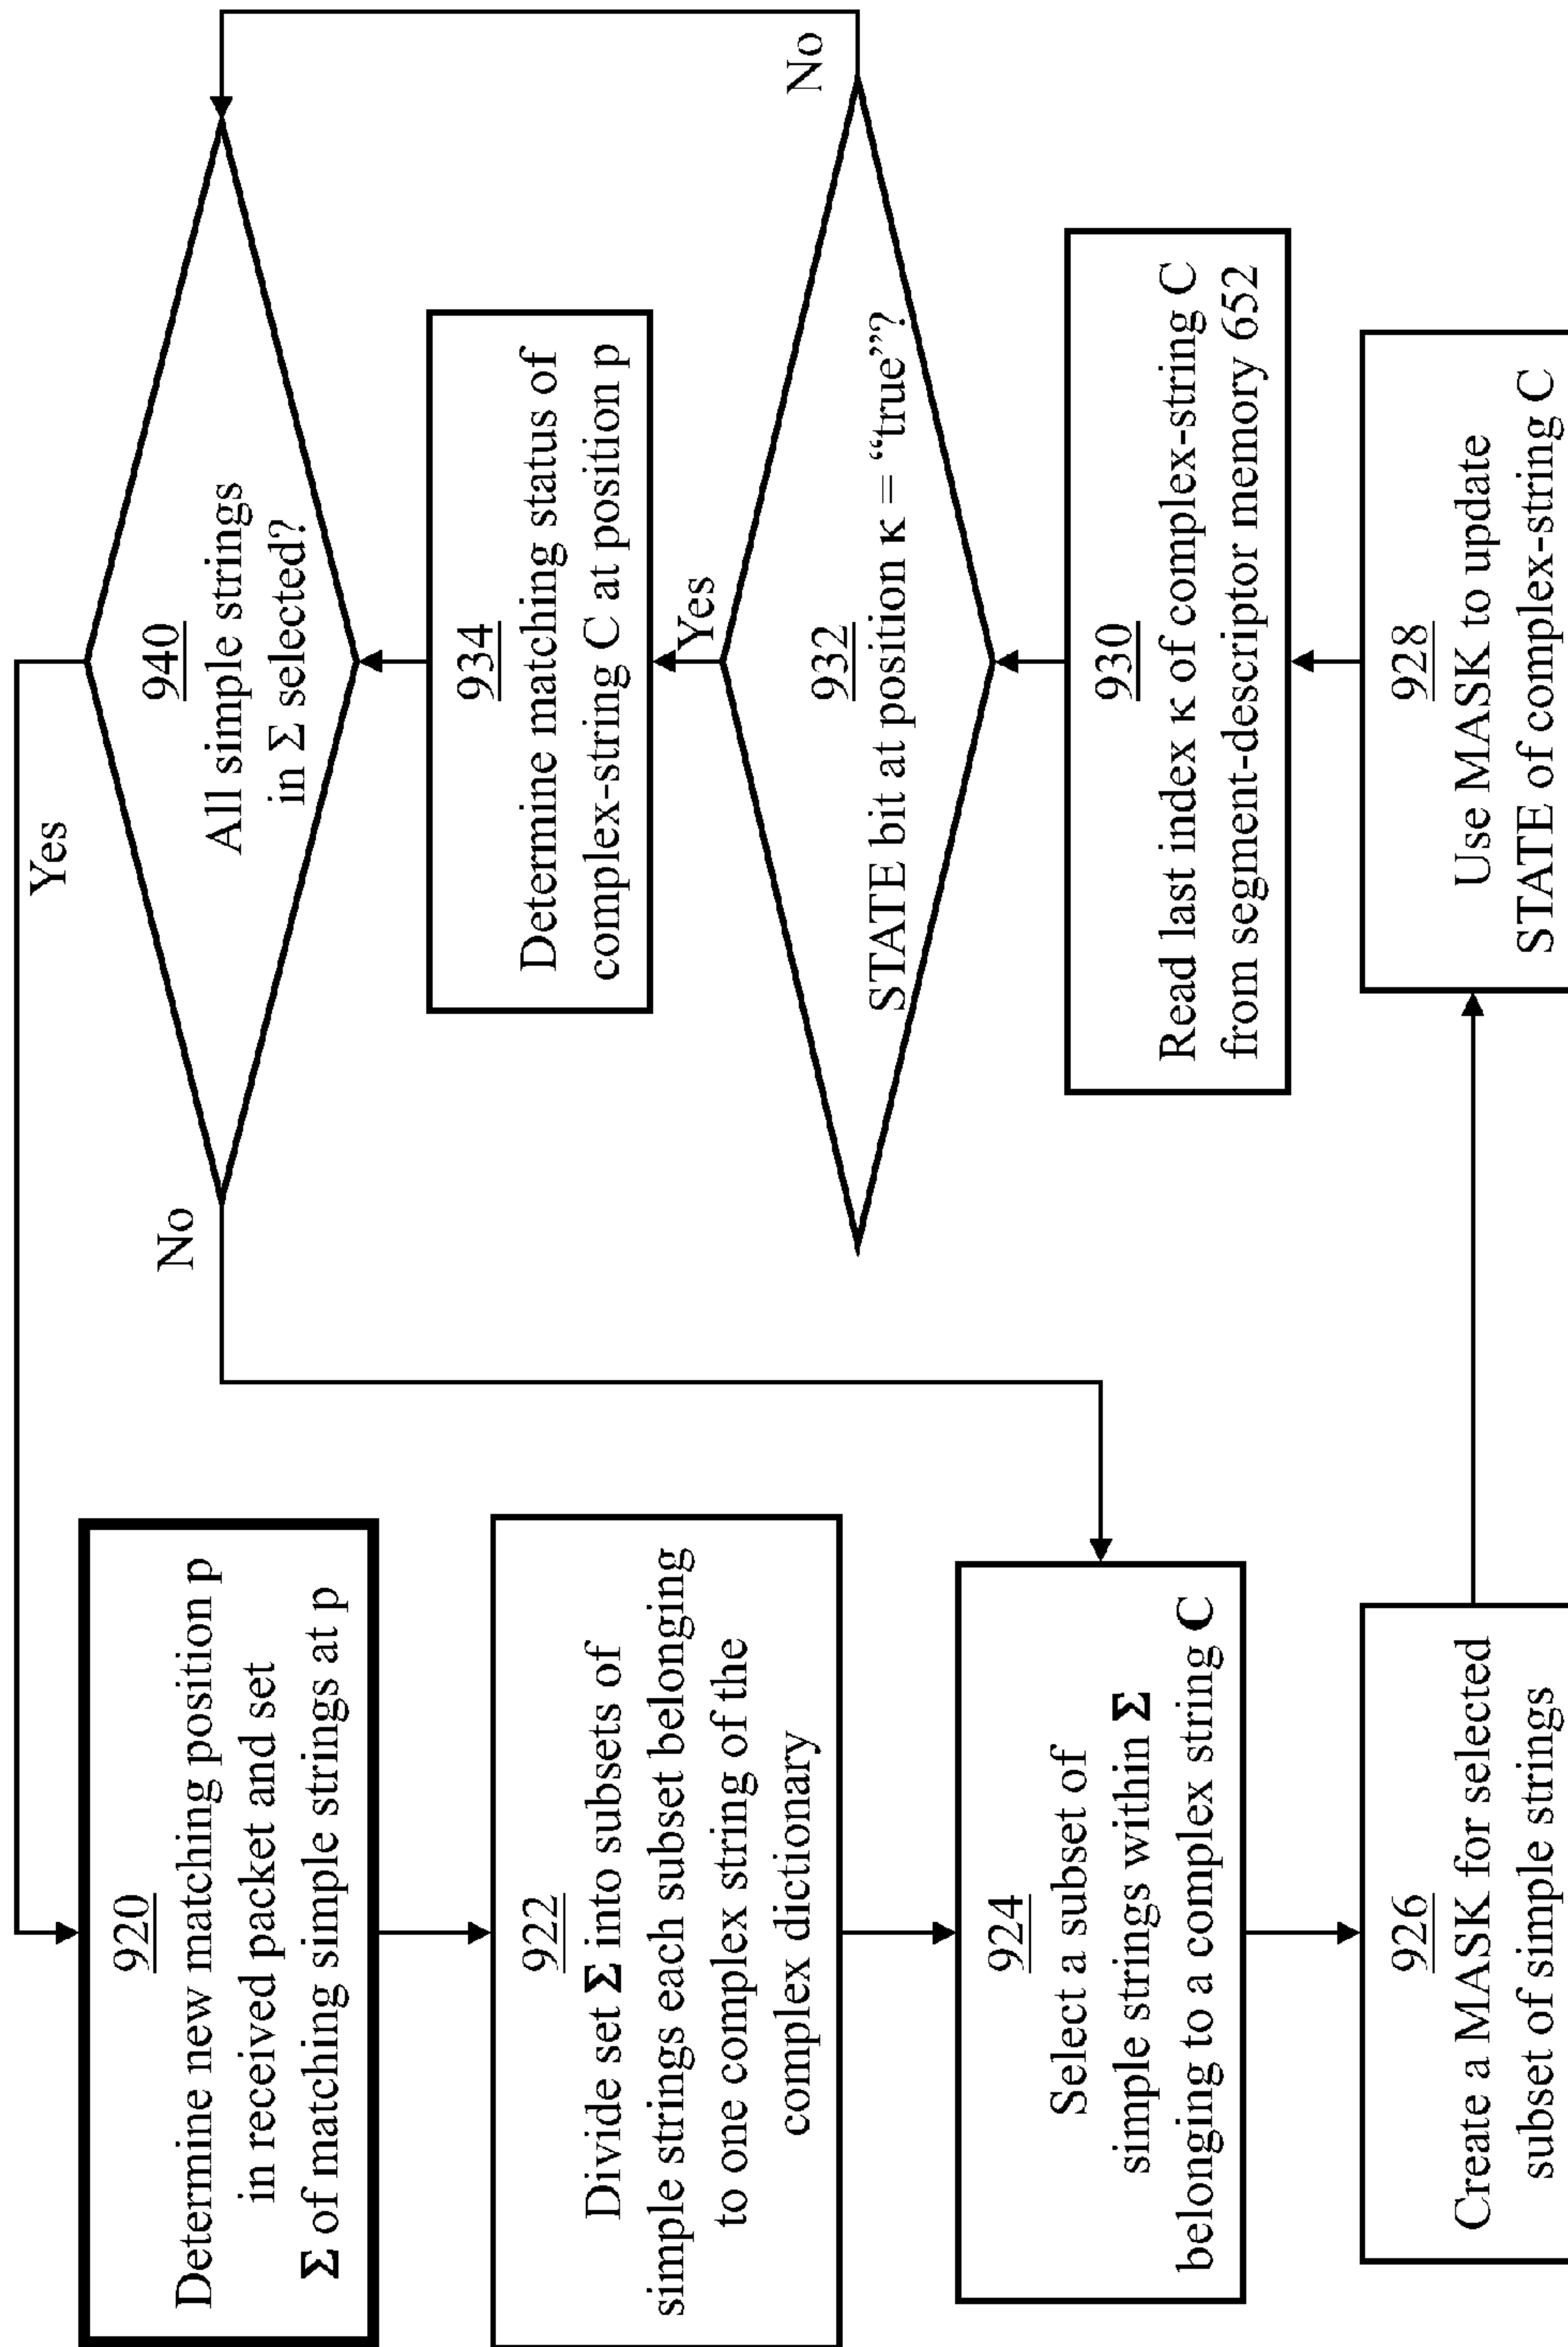 920
Determine new matching position p
in received packet and set
Σ of matching simple strings at p
922
Divide set Σ into subsets of
simple strings each subset belonging
to one complex string of the
complex dictionary
924
Select a subset of
simple strings within Σ
belonging to a complex string C
926
Create a MASK for selected
subset of simple strings
928
Use MASK to update
STATE of complex-string C
930
Read last index κ of complex-string C
from segment-descriptor memory 652
932
STATE bit at position κ = “true”?
Yes
No
934
Determine matching status of
complex-string C at position p
940
All simple strings
in Σ selected?
Yes
No